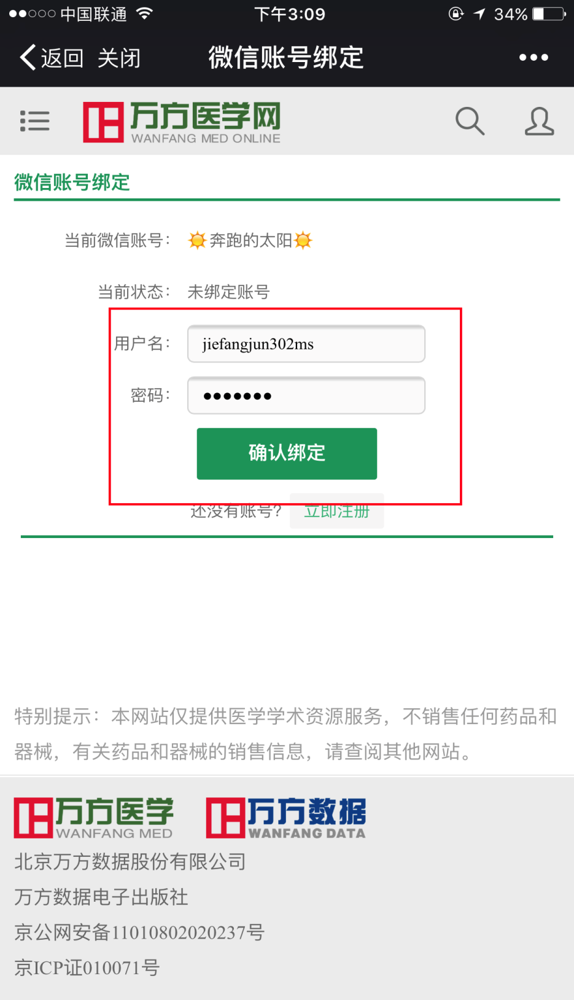 中国联通 下午3:09 34%
返回 关闭 微信账号绑定
万方医学网
WANFANG MED ONLINE
微信账号绑定
当前微信账号： ☀️奔跑的太阳☀️
当前状态： 未绑定账号
用户名： jiefangjun302ms
密码： •••••••
确认绑定
还没有账号？ 立即注册
特别提示：本网站仅提供医学学术资源服务，不销售任何药品和
器械，有关药品和器械的销售信息，请查阅其他网站。
万方医学 万方数据
WANFANG MED WANFANG DATA
北京万方数据股份有限公司
万方数据电子出版社
京公网安备11010802020237号
京ICP证010071号